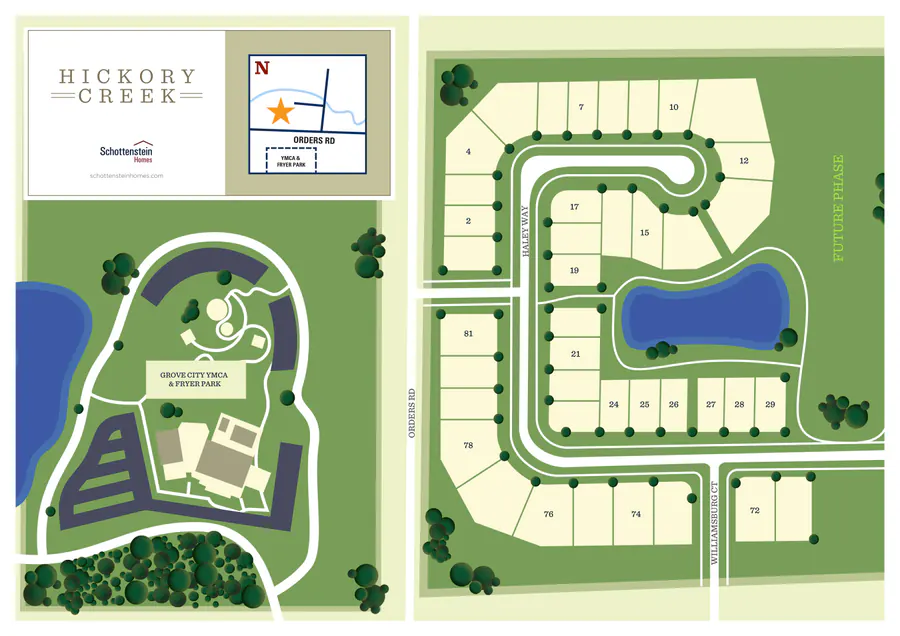 HICKORY
CREEK
Schottenstein
Homes
schottensteinhomes.com
N
ORDERS RD
YMCA &
FRYER PARK
GROVE CITY YMCA
& FRYER PARK
ORDERS RD
HALEY WAY
WILLIAMSBURG CT
FUTURE PHASE
7
10
4
12
2
17
15
19
81
21
24
25
26
27
28
29
78
76
74
72